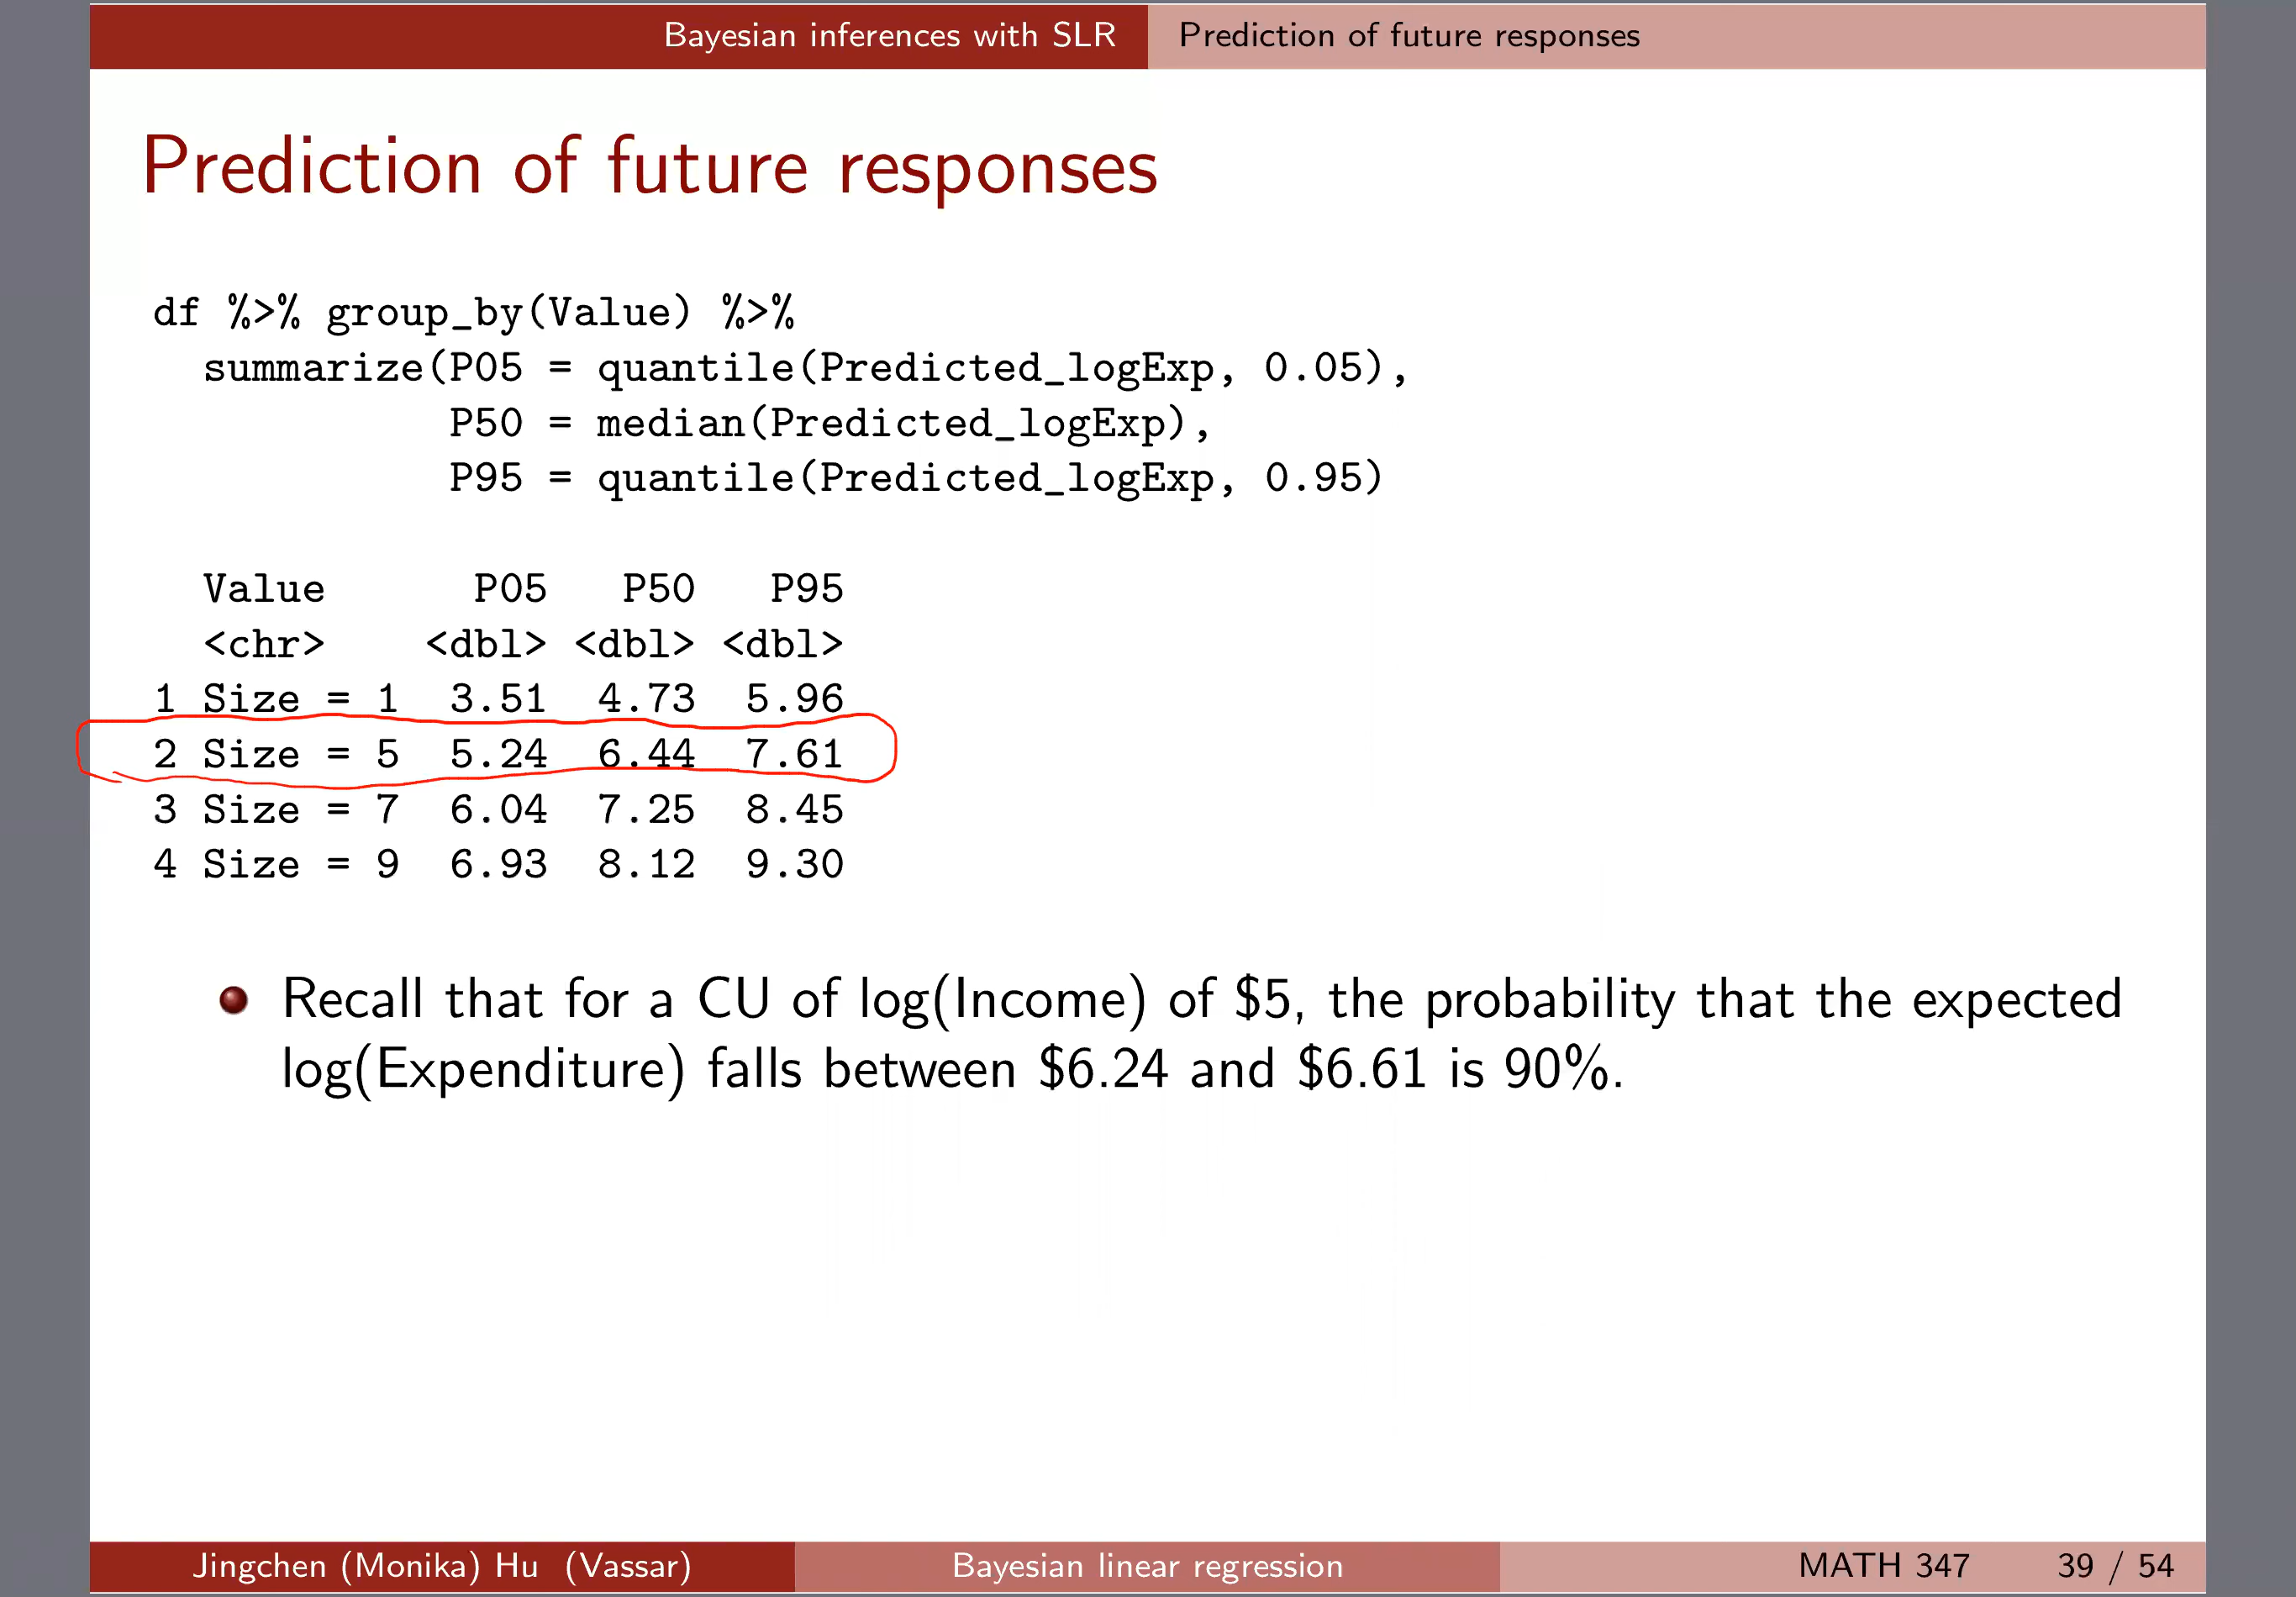 Bayesian inferences with SLR Prediction of future responses
Prediction of future responses
df %>% group_by(Value) %>%
  summarize(P05 = quantile(Predicted_logExp, 0.05),
            P50 = median(Predicted_logExp),
            P95 = quantile(Predicted_logExp, 0.95)
  Value P05 P50 P95
  <chr> <dbl> <dbl> <dbl>
1 Size = 1 3.51 4.73 5.96
2 Size = 5 5.24 6.44 7.61
3 Size = 7 6.04 7.25 8.45
4 Size = 9 6.93 8.12 9.30
Recall that for a CU of log(Income) of $5, the probability that the expected
log(Expenditure) falls between $6.24 and $6.61 is 90%.
Jingchen (Monika) Hu (Vassar) Bayesian linear regression MATH 347 39 / 54